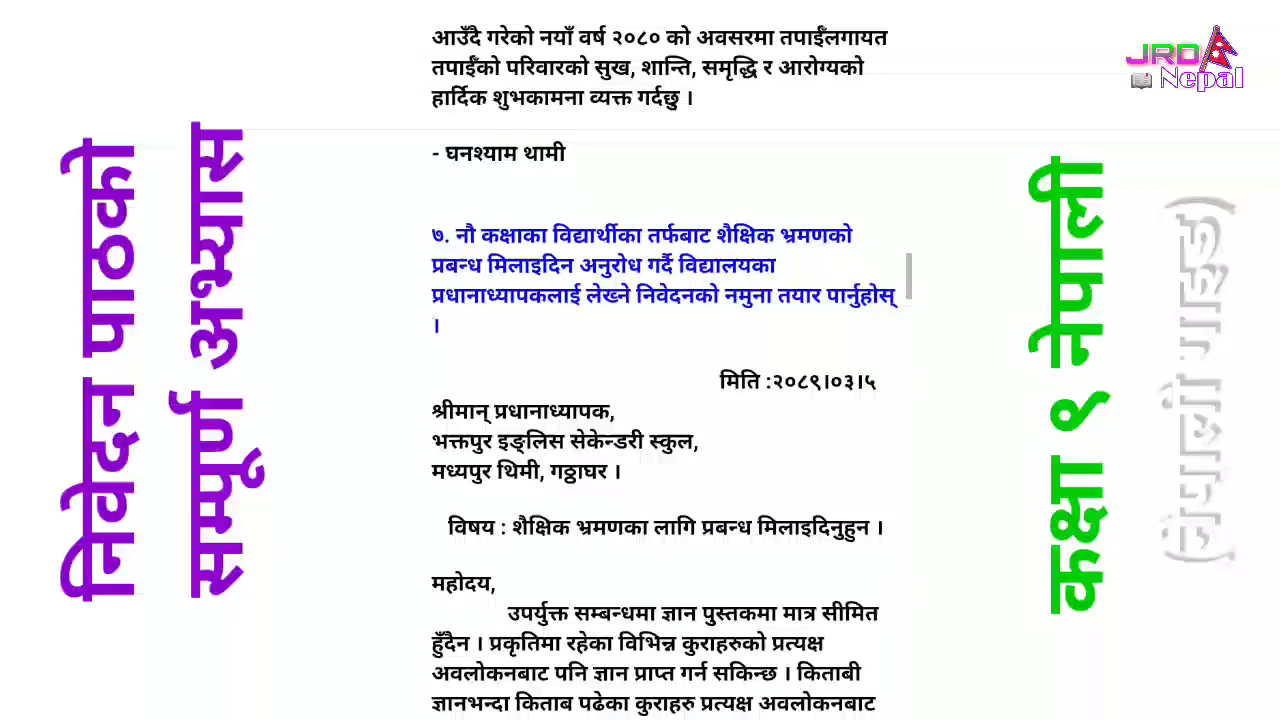 आउँदै गरेको नयाँ वर्ष २०८० को अवसरमा तपाईँलगायत
तपाईँको परिवारको सुख, शान्ति, समृद्धि र आरोग्यको
हार्दिक शुभकामना व्यक्त गर्दछु ।
- घनश्याम थामी
७. नौ कक्षाका विद्यार्थीका तर्फबाट शैक्षिक भ्रमणको
प्रबन्ध मिलाइदिन अनुरोध गर्दै विद्यालयका
प्रधानाध्यापकलाई लेख्ने निवेदनको नमुना तयार पार्नुहोस्
।
मिति :२०८९।०३।५
श्रीमान् प्रधानाध्यापक,
भक्तपुर इङ्लिस सेकेन्डरी स्कुल,
मध्यपुर थिमी, गठ्ठाघर ।
विषय : शैक्षिक भ्रमणका लागि प्रबन्ध मिलाइदिनुहुन ।
महोदय,
उपर्युक्त सम्बन्धमा ज्ञान पुस्तकमा मात्र सीमित
हुँदैन । प्रकृतिमा रहेका विभिन्न कुराहरुको प्रत्यक्ष
अवलोकनबाट पनि ज्ञान प्राप्त गर्न सकिन्छ । किताबी
ज्ञानभन्दा किताब पढेका कुराहरु प्रत्यक्ष अवलोकनबाट
निवेदन पाठको
सम्पूर्ण अभ्यास
कक्षा ९ नेपाली
(नेपाली गाइड)
JRD
Nepal